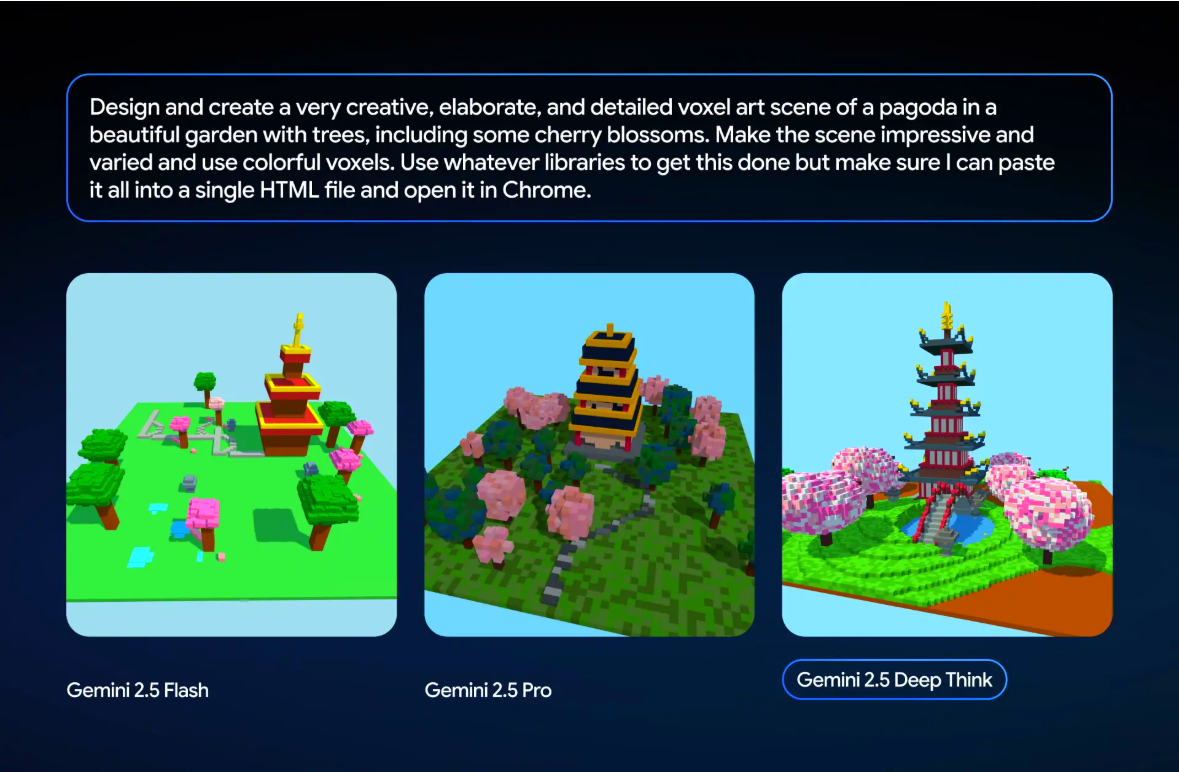 Design and create a very creative, elaborate, and detailed voxel art scene of a pagoda in a
beautiful garden with trees, including some cherry blossoms. Make the scene impressive and
varied and use colorful voxels. Use whatever libraries to get this done but make sure I can paste
it all into a single HTML file and open it in Chrome.
Gemini 2.5 Flash
Gemini 2.5 Pro
Gemini 2.5 Deep Think